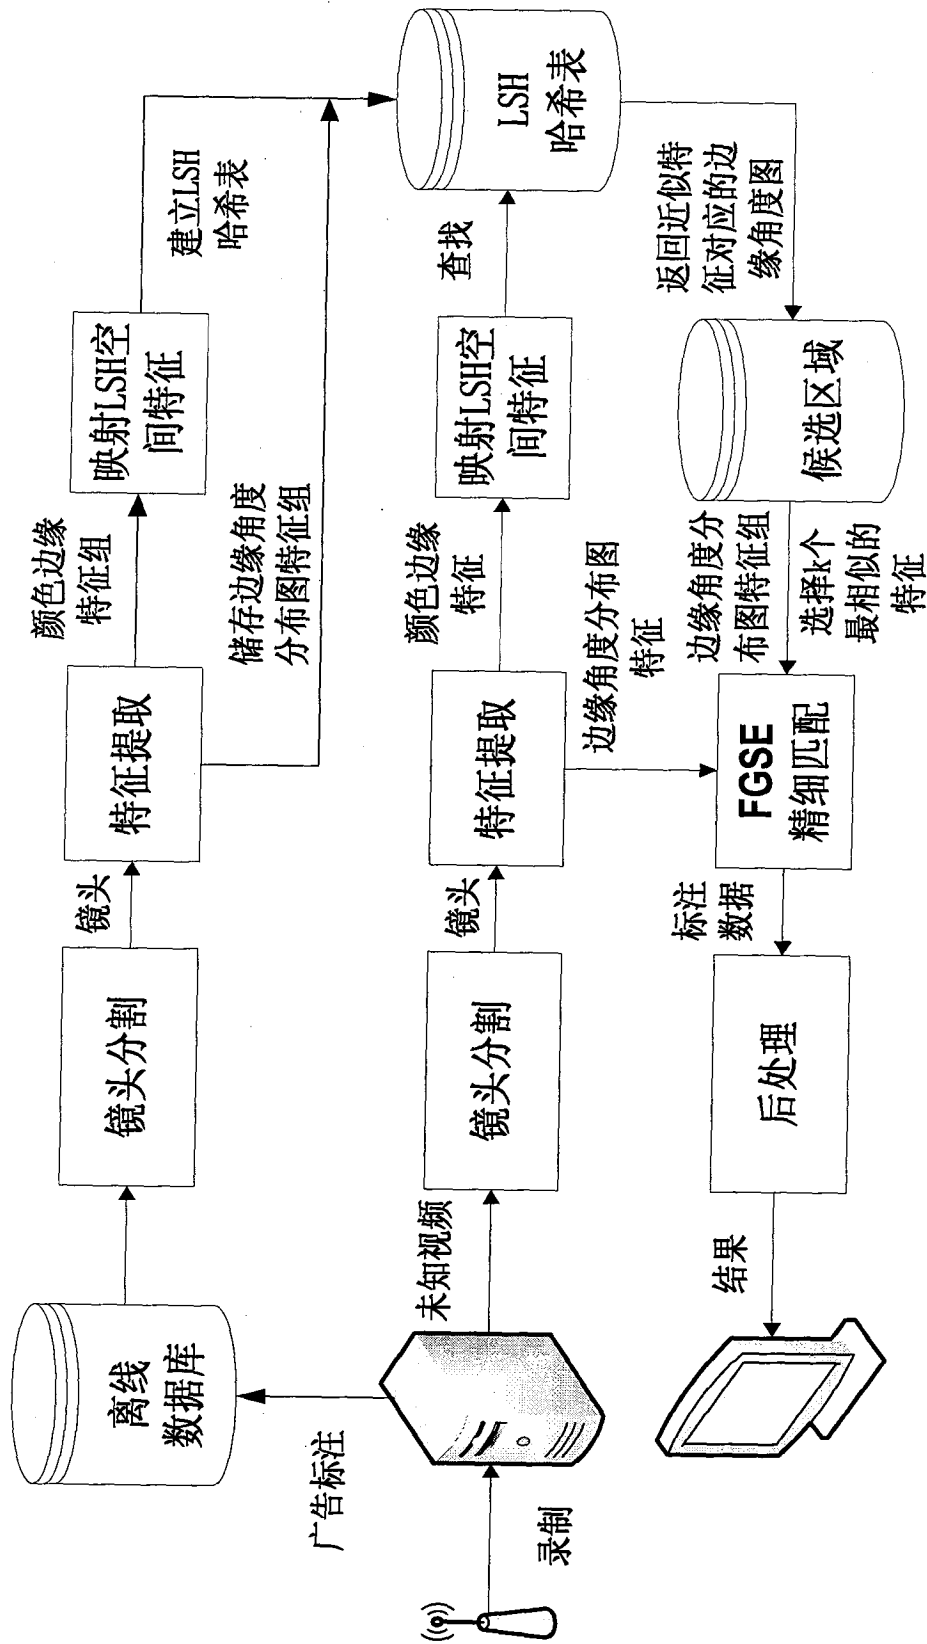 离线
数据库
镜头分割
镜头
特征提取
颜色边缘
特征组
映射LSH空
间特征
建立LSH
哈希表
储存边缘角度
分布图特征组
广告标注
录制
未知视频
镜头分割
镜头
特征提取
颜色边缘
特征
映射LSH空
间特征
查找
LSH
哈希表
边缘角度分布图
特征
返回近似特
征对应的边
缘角度图
候选区域
边缘角度分
布图特征组
选择k个
最相似的
特征
FGSE
精细匹配
标注
数据
后处理
结果